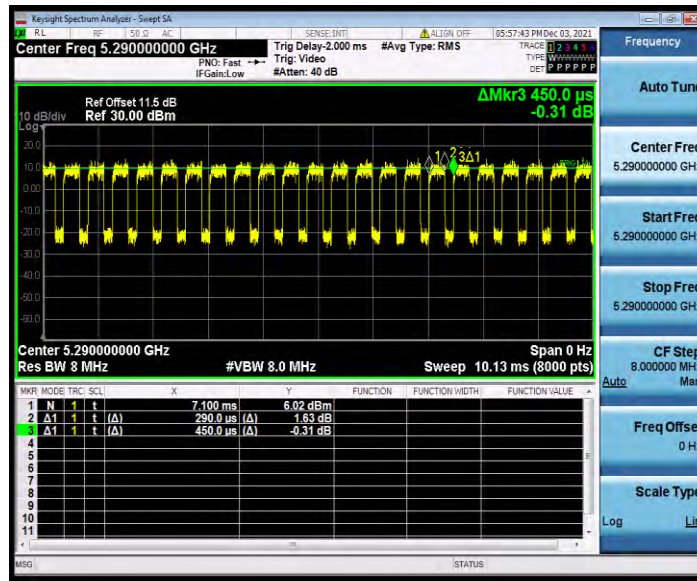 Keysight Spectrum Analyzer - Swept SA
RL RF 50 Ω AC SENSE:INT ALIGN OFF 05:57:43 PM Dec 03, 2021
Center Freq 5.290000000 GHz
PNO: Fast
IFGain:Low
Trig Delay-2.000 ms
Trig: Video
#Atten: 40 dB
#Avg Type: RMS
TRACE 1 2 3 4 5 6
TYPE WWWWWW
DET P P P P P P
ΔMkr3 450.0 µs
-0.31 dB
Ref Offset 11.5 dB
10 dB/div Ref 30.00 dBm
Log
20.0
10.0
0.00
-10.0
-20.0
-30.0
-40.0
-50.0
-60.0
1 2 3Δ1
Center 5.290000000 GHz Span 0 Hz
Res BW 8 MHz #VBW 8.0 MHz Sweep 10.13 ms (8000 pts)
MKR MODE TRC SCL X Y FUNCTION FUNCTION WIDTH FUNCTION VALUE
1 N 1 t 7.100 ms 6.02 dBm
2 Δ1 1 t (Δ) 290.0 µs (Δ) 1.63 dB
3 Δ1 1 t (Δ) 450.0 µs (Δ) -0.31 dB
4
5
6
7
8
9
10
11
MSG STATUS
Frequency
Auto Tune
Center Freq
5.290000000 GHz
Start Freq
5.290000000 GHz
Stop Freq
5.290000000 GHz
CF Step
8.000000 MH
Auto Man
Freq Offset
0 H
Scale Type
Log Lin